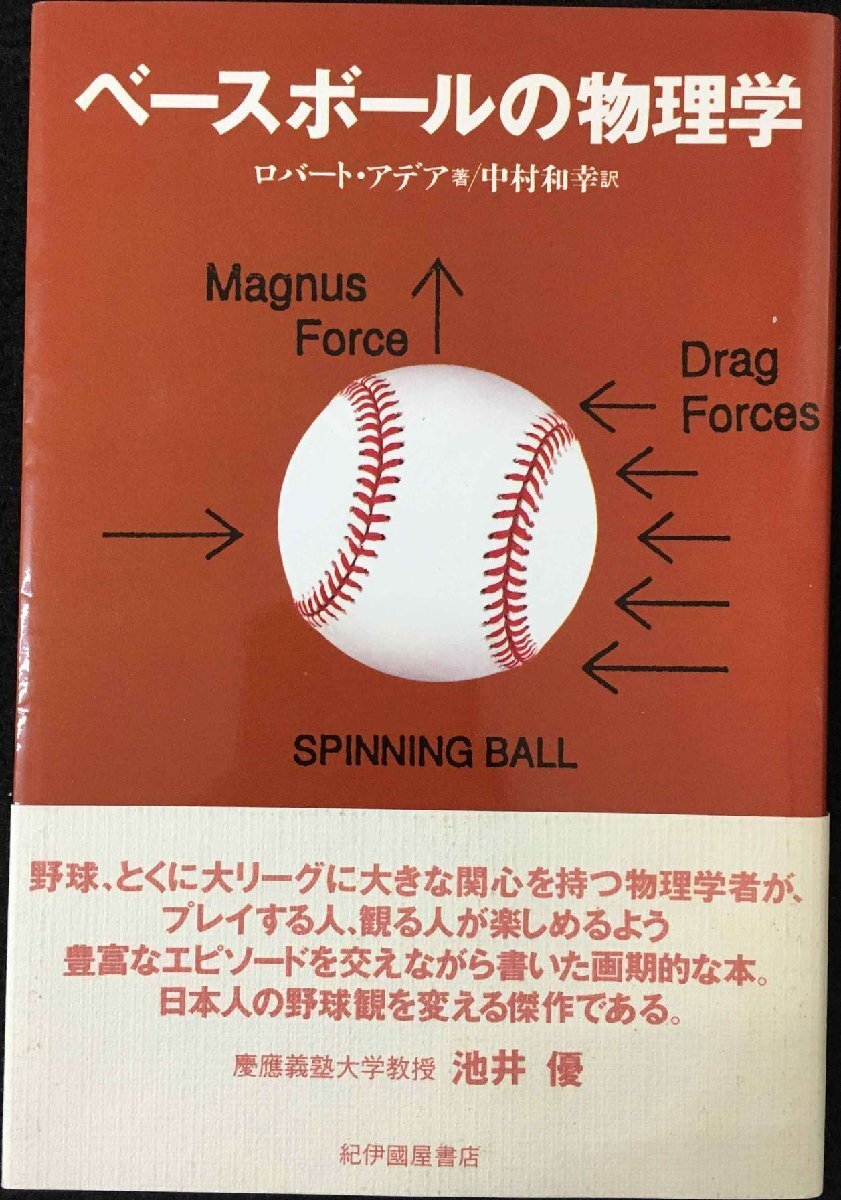 ベースボールの物理学
ロバート・アデア著/中村和幸訳
Magnus
Force
Drag
Forces
SPINNING BALL
野球、とくに大リーグに大きな関心を持つ物理学者が、
プレイする人、観る人が楽しめるよう
豊富なエピソードを交えながら書いた画期的な本。
日本人の野球観を変える傑作である。
慶應義塾大学教授 池井 優
紀伊國屋書店